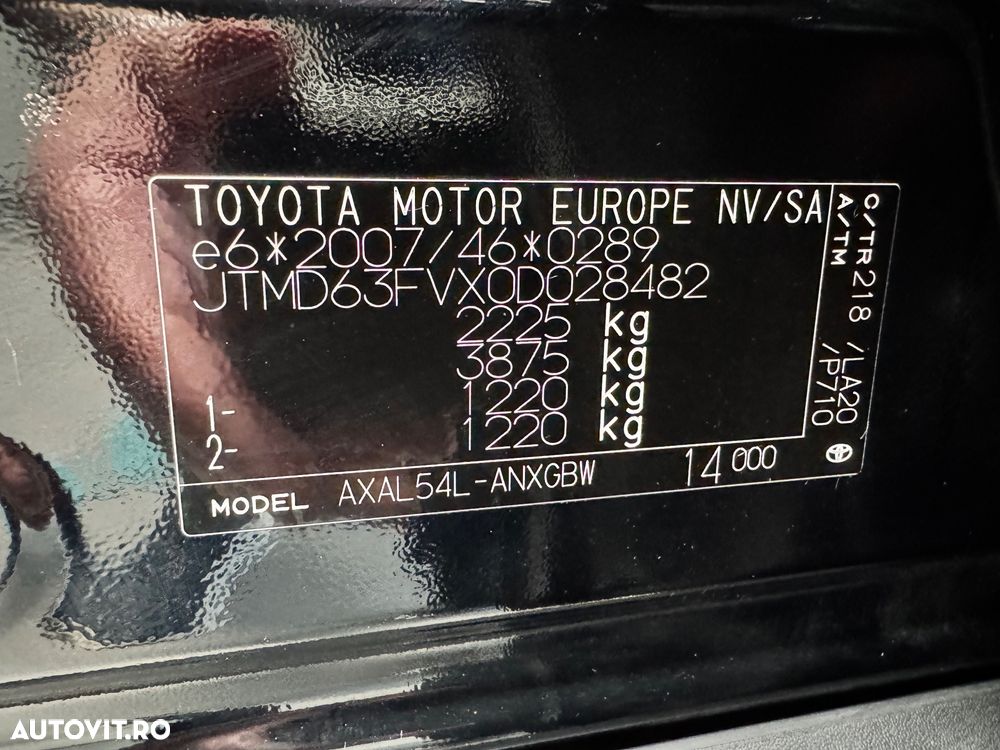 TOYOTA MOTOR EUROPE NV/SA
e6*2007/46*0289
JTMD63FVX0D028482
2225 kg
3875 kg
1- 1220 kg
2- 1220 kg
MODEL AXAL54L-ANXGBW 14 000
C/TR 218 /LA20
A/TM /P710
AUTOVIT.RO